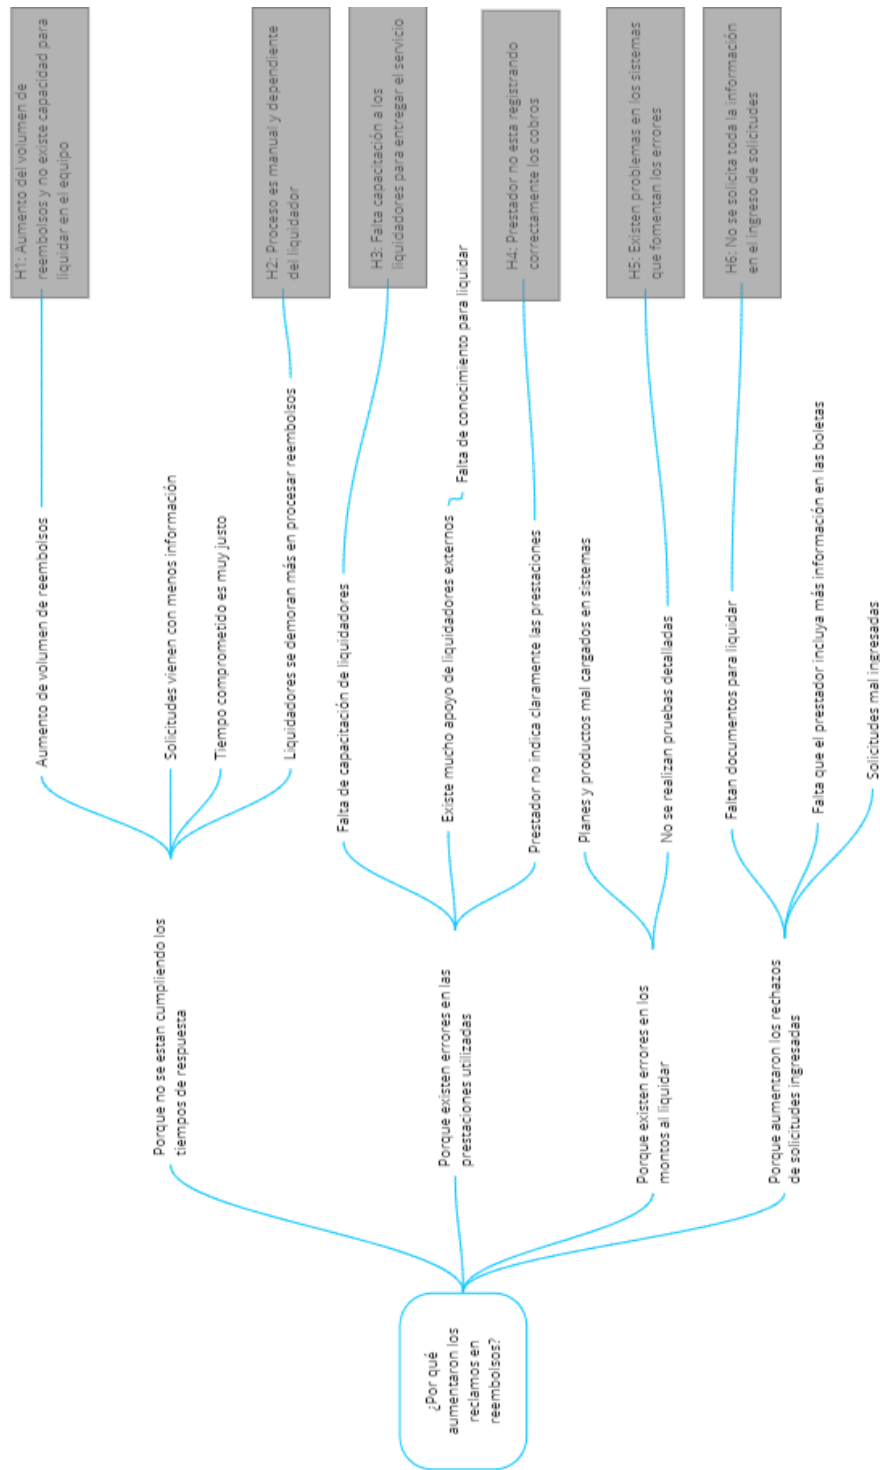 ¿Por qué
aumentaron los
reclamos en
reembolsos?
Porque no se estan cumpliendo los
tiempos de respuesta
Aumento de volumen de reembolsos
H1: Aumento del volumen de
reembolsos y no existe capacidad para
liquidar en el equipo
Solicitudes vienen con menos información
Tiempo comprometido es muy justo
Liquidadores se demoran más en procesar reembolsos
H2: Proceso es manual y dependiente
del liquidador
Porque existen errores en las
prestaciones utilizadas
Falta de capacitación de liquidadores
H3: Falta capacitación a los
liquidadores para entregar el servicio
Existe mucho apoyo de liquidadores externos
Falta de conocimiento para liquidar
Prestador no indica claramente las prestaciones
H4: Prestador no esta registrando
correctamente los cobros
Porque existen errores en los
montos al liquidar
Planes y productos mal cargados en sistemas
No se realizan pruebas detalladas
H5: Existen problemas en los sistemas
que fomentan los errores
Porque aumentaron los rechazos
de solicitudes ingresadas
Faltan documentos para liquidar
H6: No se solicita toda la información
en el ingreso de solicitudes
Falta que el prestador incluya más información en las boletas
Solicitudes mal ingresadas